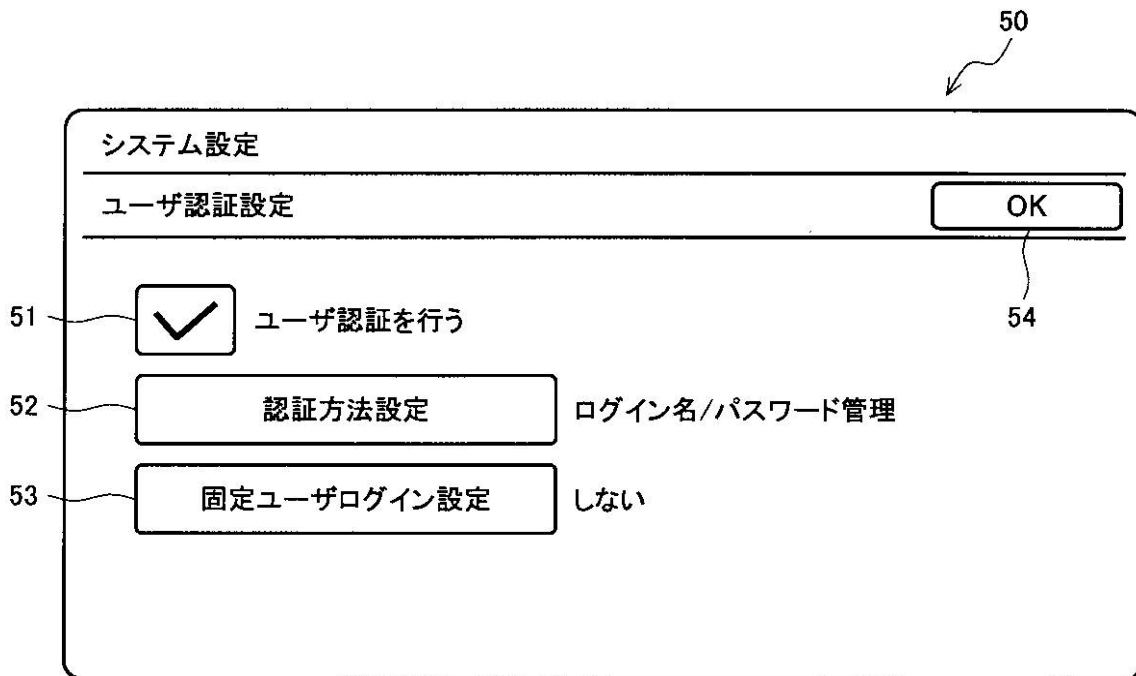 50
システム設定
ユーザ認証設定 OK
54
51 ユーザ認証を行う
52 認証方法設定 ログイン名/パスワード管理
53 固定ユーザログイン設定 しない